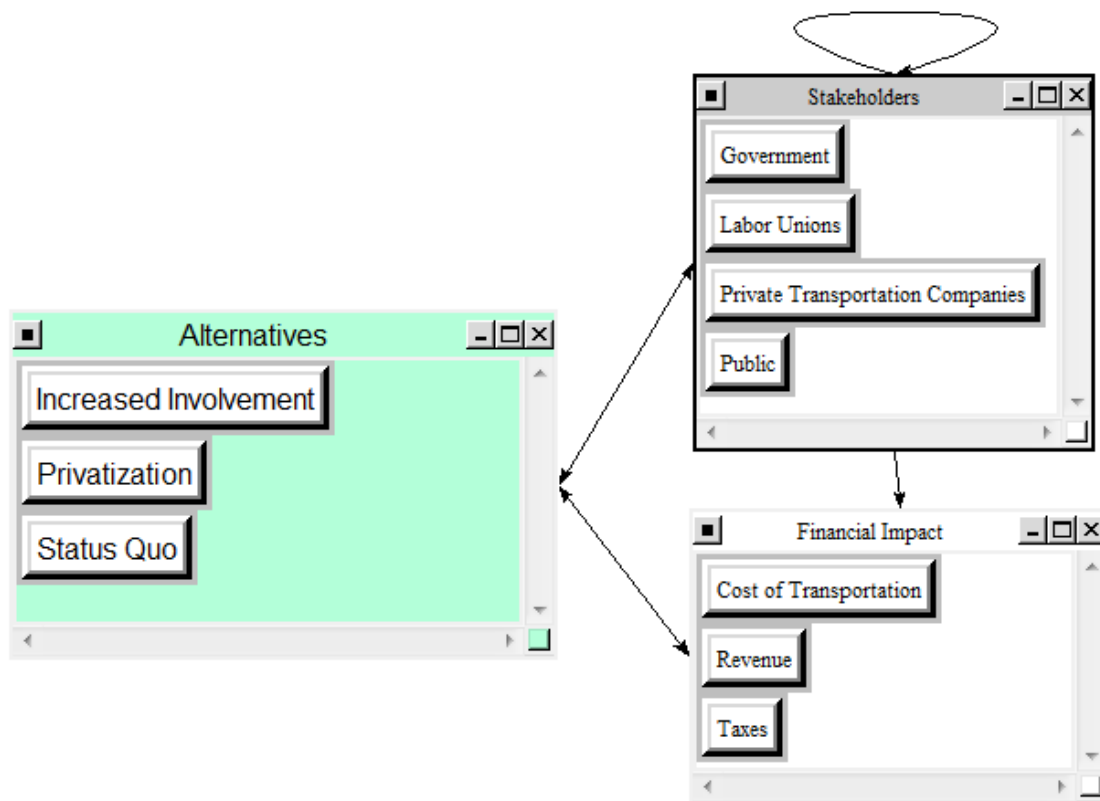 Stakeholders
Government
Labor Unions
Private Transportation Companies
Public
Alternatives
Increased Involvement
Privatization
Status Quo
Financial Impact
Cost of Transportation
Revenue
Taxes